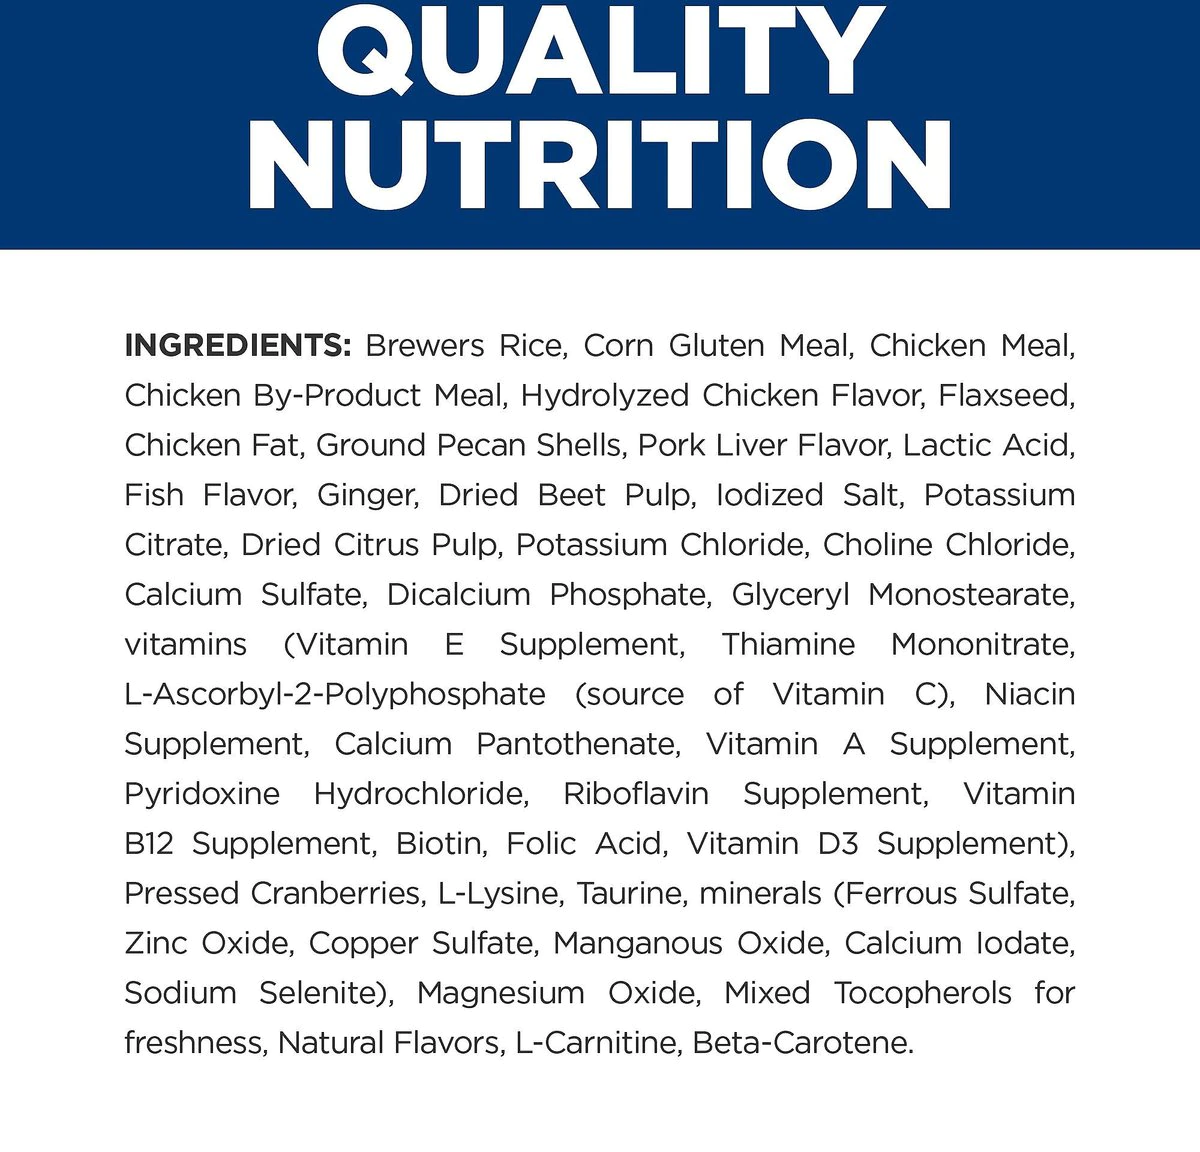 QUALITY
NUTRITION
INGREDIENTS: Brewers Rice, Corn Gluten Meal, Chicken Meal,
Chicken By-Product Meal, Hydrolyzed Chicken Flavor, Flaxseed,
Chicken Fat, Ground Pecan Shells, Pork Liver Flavor, Lactic Acid,
Fish Flavor, Ginger, Dried Beet Pulp, Iodized Salt, Potassium
Citrate, Dried Citrus Pulp, Potassium Chloride, Choline Chloride,
Calcium Sulfate, Dicalcium Phosphate, Glyceryl Monostearate,
vitamins (Vitamin E Supplement, Thiamine Mononitrate,
L-Ascorbyl-2-Polyphosphate (source of Vitamin C), Niacin
Supplement, Calcium Pantothenate, Vitamin A Supplement,
Pyridoxine Hydrochloride, Riboflavin Supplement, Vitamin
B12 Supplement, Biotin, Folic Acid, Vitamin D3 Supplement),
Pressed Cranberries, L-Lysine, Taurine, minerals (Ferrous Sulfate,
Zinc Oxide, Copper Sulfate, Manganous Oxide, Calcium Iodate,
Sodium Selenite), Magnesium Oxide, Mixed Tocopherols for
freshness, Natural Flavors, L-Carnitine, Beta-Carotene.